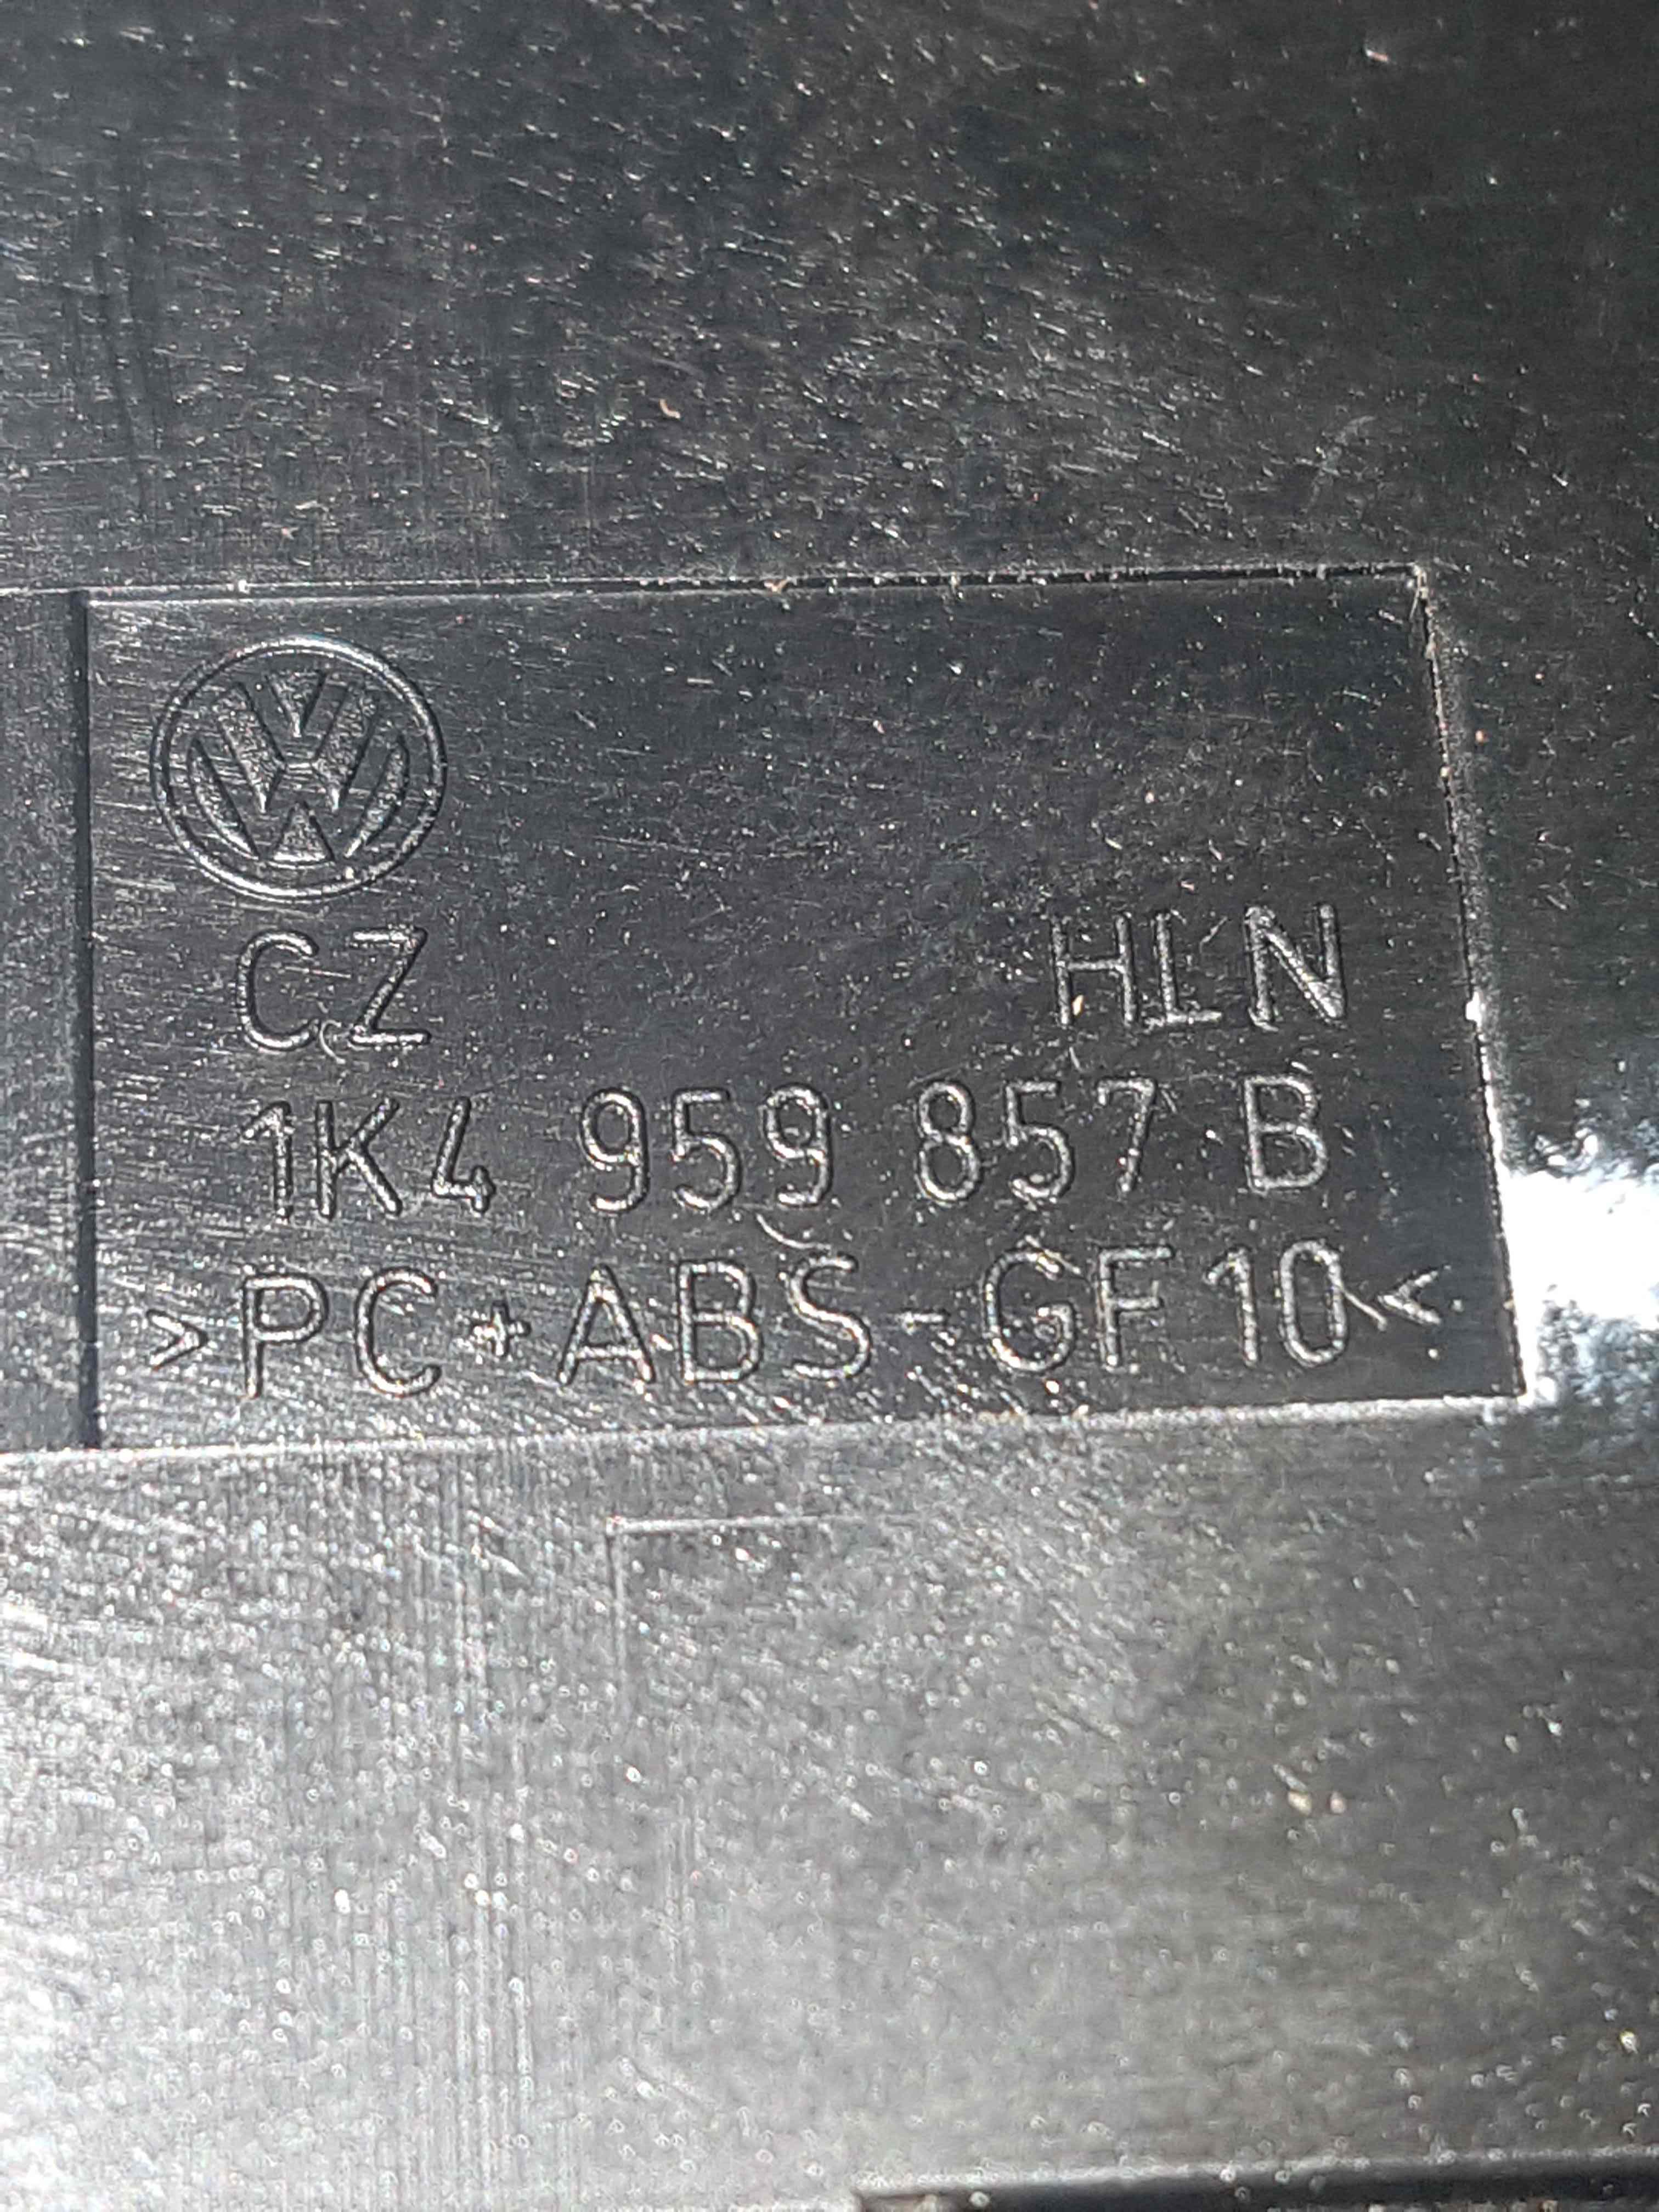 CZ HLN
1K4 959 857 B
>PC+ABS-GF10<